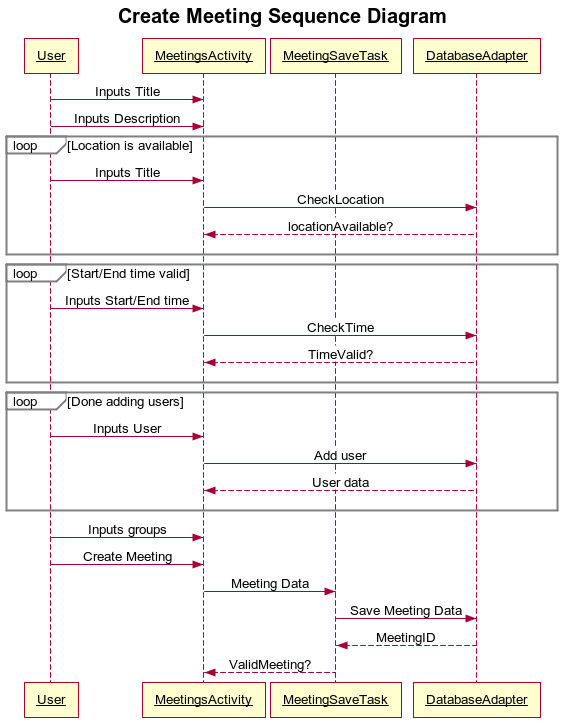 Create Meeting Sequence Diagram
User
MeetingsActivity
MeetingSaveTask
DatabaseAdapter
Inputs Title
Inputs Description
loop
[Location is available]
Inputs Title
CheckLocation
locationAvailable?
loop
[Start/End time valid]
Inputs Start/End time
CheckTime
TimeValid?
loop
[Done adding users]
Inputs User
Add user
User data
Inputs groups
Create Meeting
Meeting Data
Save Meeting Data
MeetingID
ValidMeeting?
User
MeetingsActivity
MeetingSaveTask
DatabaseAdapter